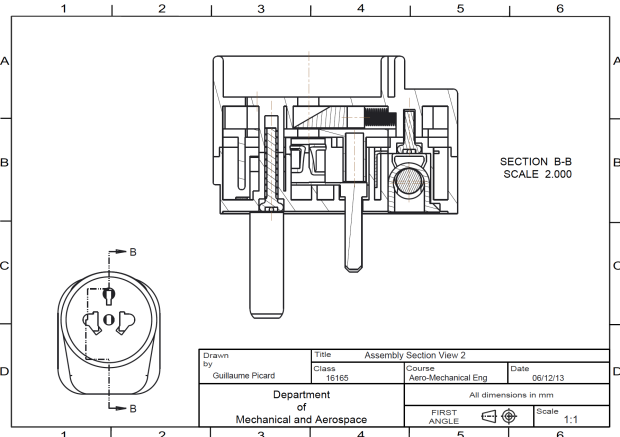 1 2 3 4 5 6
A A
B B
SECTION B-B
SCALE 2.000
B
C C
D D
B
Drawn
by
Guillaume Picard
Title Assembly Section View 2
Class
16165
Course
Aero-Mechanical Eng
Date
06/12/13
Department
of
Mechanical and Aerospace
All dimensions in mm
FIRST
ANGLE
Scale
1:1
1 2 3 4 5 6